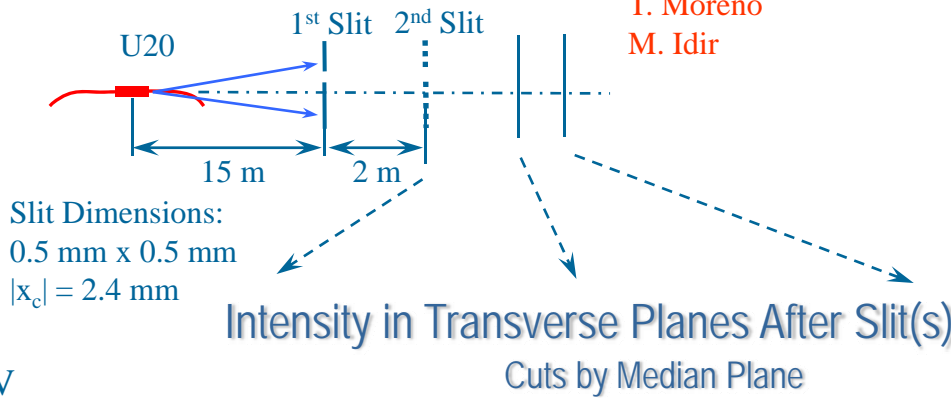 T. Moreno
M. Idir
1st Slit
2nd Slit
U20
15 m
2 m
Slit Dimensions:
0.5 mm x 0.5 mm
|xc| = 2.4 mm
Intensity in Transverse Planes After Slit(s)
Cuts by Median Plane